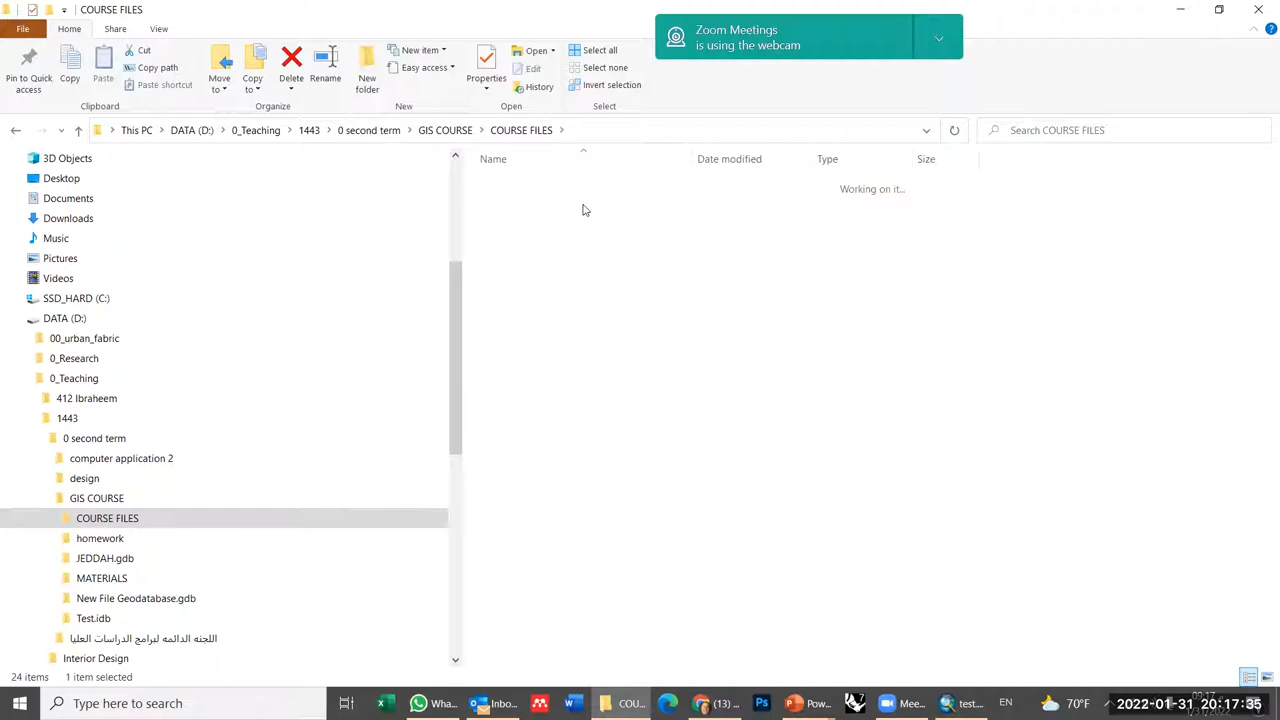 COURSE FILES
File
Home
Share
View
Zoom Meetings
is using the webcam
Pin to Quick
access
Copy
Paste
Cut
Copy path
Paste shortcut
Clipboard
Move
to
Copy
to
Delete
Rename
Organize
New
folder
New item
Easy access
New
Properties
Open
Edit
History
Open
Select all
Select none
Invert selection
Select
This PC
DATA (D:)
0_Teaching
1443
0 second term
GIS COURSE
COURSE FILES
Search COURSE FILES
Name
Date modified
Type
Size
Working on it...
3D Objects
Desktop
Documents
Downloads
Music
Pictures
Videos
SSD_HARD (C:)
DATA (D:)
00_urban_fabric
0_Research
0_Teaching
412 Ibraheem
1443
0 second term
computer application 2
design
GIS COURSE
COURSE FILES
homework
JEDDAH.gdb
MATERIALS
New File Geodatabase.gdb
Test.idb
اللجنه الدائمه لبرامج الدراسات العليا
Interior Design
24 items
1 item selected
Type here to search
Wha...
Inbo...
COU...
(13) ...
Pow...
Mee...
test...
EN
70°F
2022-01-31 20:17:35